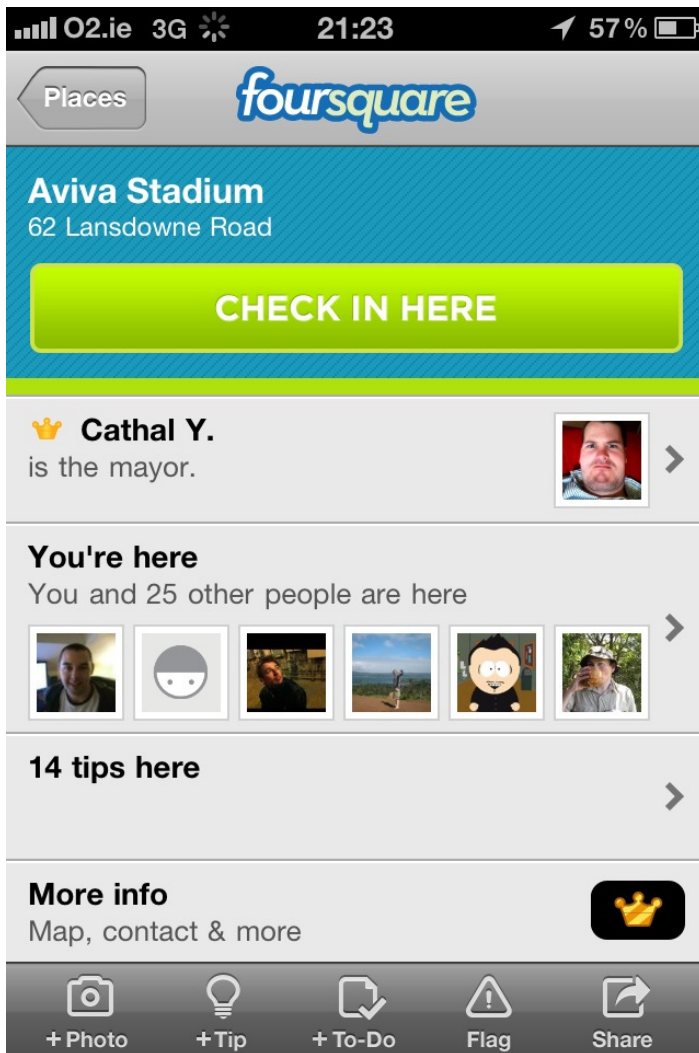 O2.ie 3G 21:23 57%
Places foursquare
Aviva Stadium
62 Lansdowne Road
CHECK IN HERE
Cathal Y.
is the mayor.
You're here
You and 25 other people are here
14 tips here
More info
Map, contact & more
+Photo +Tip +To-Do Flag Share